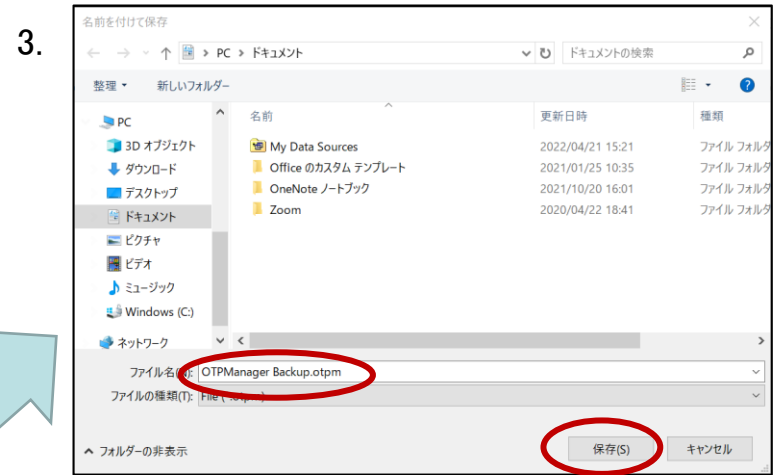 3.
名前を付けて保存
PC > ドキュメント
ドキュメントの検索
整理 新しいフォルダー
名前 更新日時 種類
PC
3D オブジェクト
ダウンロード
デスクトップ
ドキュメント
ピクチャ
ビデオ
ミュージック
Windows (C:)
ネットワーク
My Data Sources 2022/04/21 15:21 ファイル フォルダ
Office のカスタム テンプレート 2021/01/25 10:35 ファイル フォルダ
OneNote ノートブック 2021/10/20 16:01 ファイル フォルダ
Zoom 2020/04/22 18:41 ファイル フォルダ
ファイル名(N): OTPManager Backup.otpm
ファイルの種類(T): File (*.otpm)
フォルダーの非表示
保存(S) キャンセル